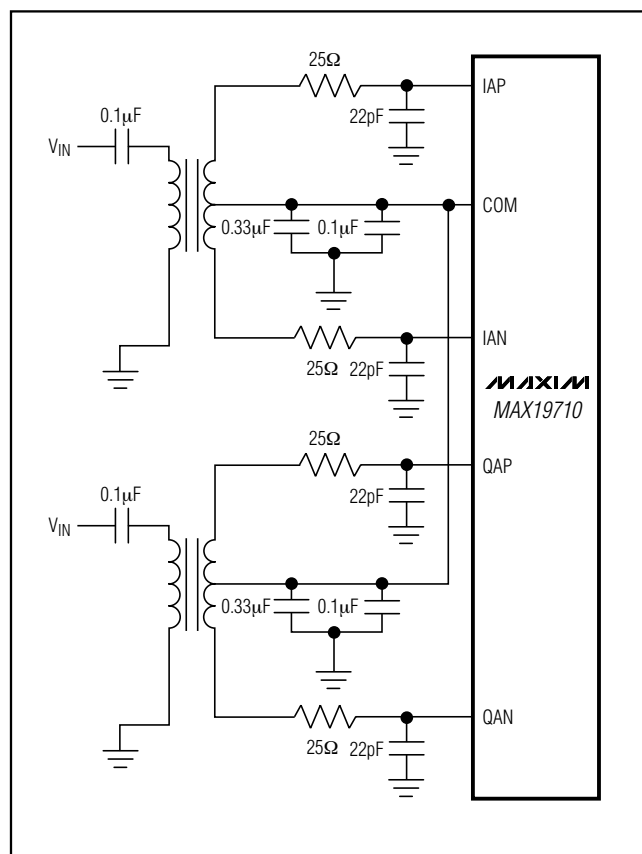 25Ω
IAP
0.1μF
22pF
VIN
COM
0.33μF
0.1μF
IAN
25Ω
22pF
MAXIM
MAX19710
25Ω
QAP
0.1μF
22pF
VIN
0.33μF
0.1μF
QAN
25Ω
22pF